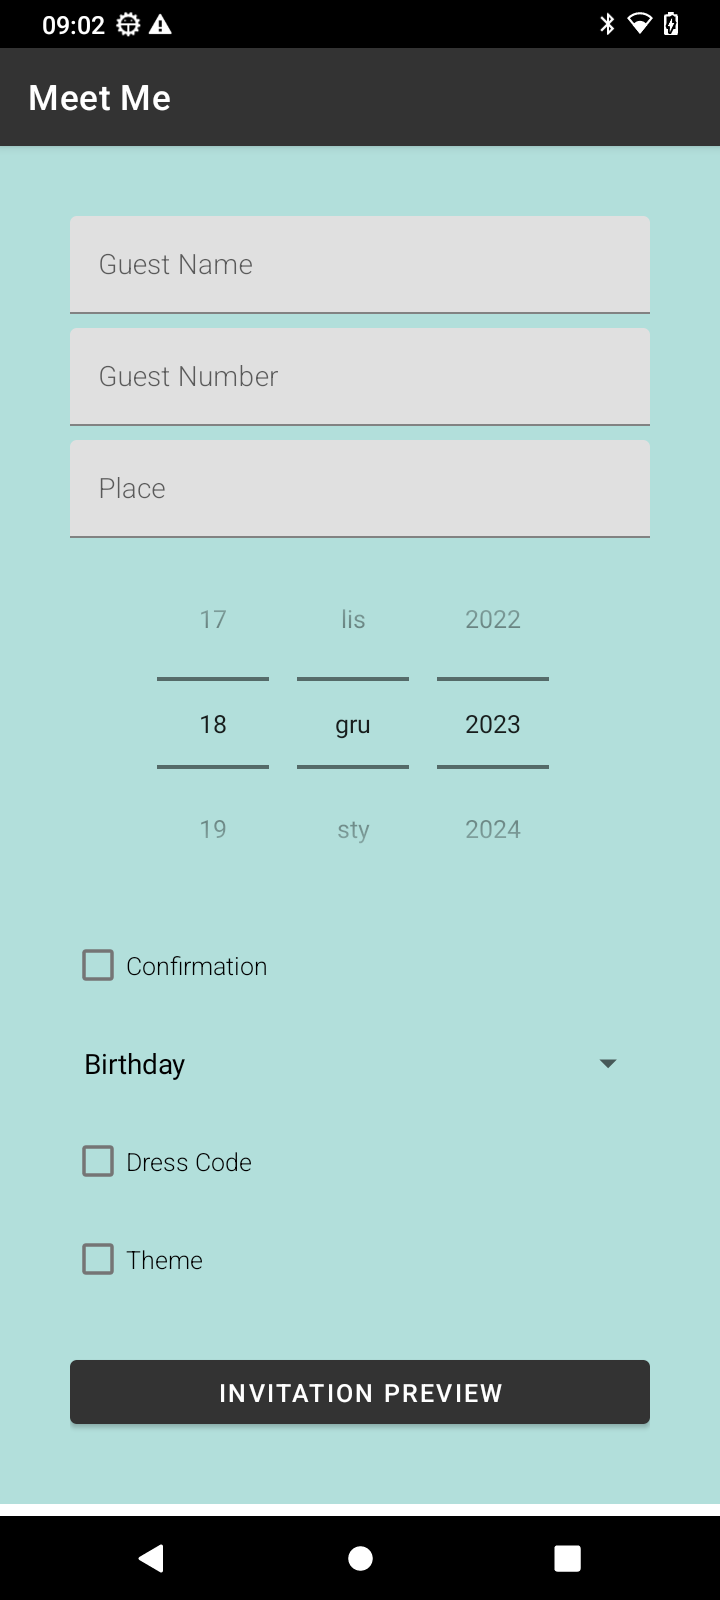 09:02
Meet Me
Guest Name
Guest Number
Place
17 lis 2022
18 gru 2023
19 sty 2024
Confirmation
Birthday
Dress Code
Theme
INVITATION PREVIEW